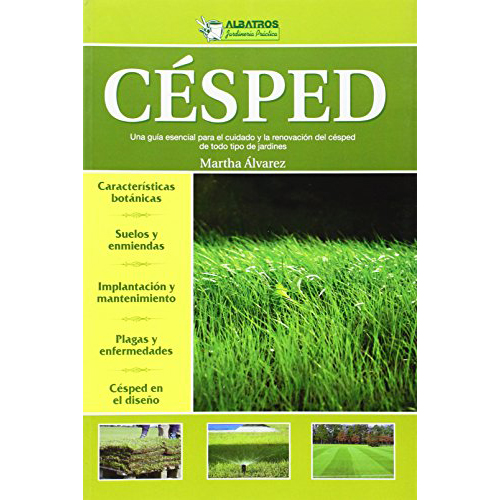 ALBATROS
Jardinería Práctica
CÉSPED
Una guía esencial para el cuidado y la renovación del césped
de todo tipo de jardines
Martha Álvarez
Características
botánicas
Suelos y
enmiendas
Implantación y
mantenimiento
Plagas y
enfermedades
Césped en
el diseño